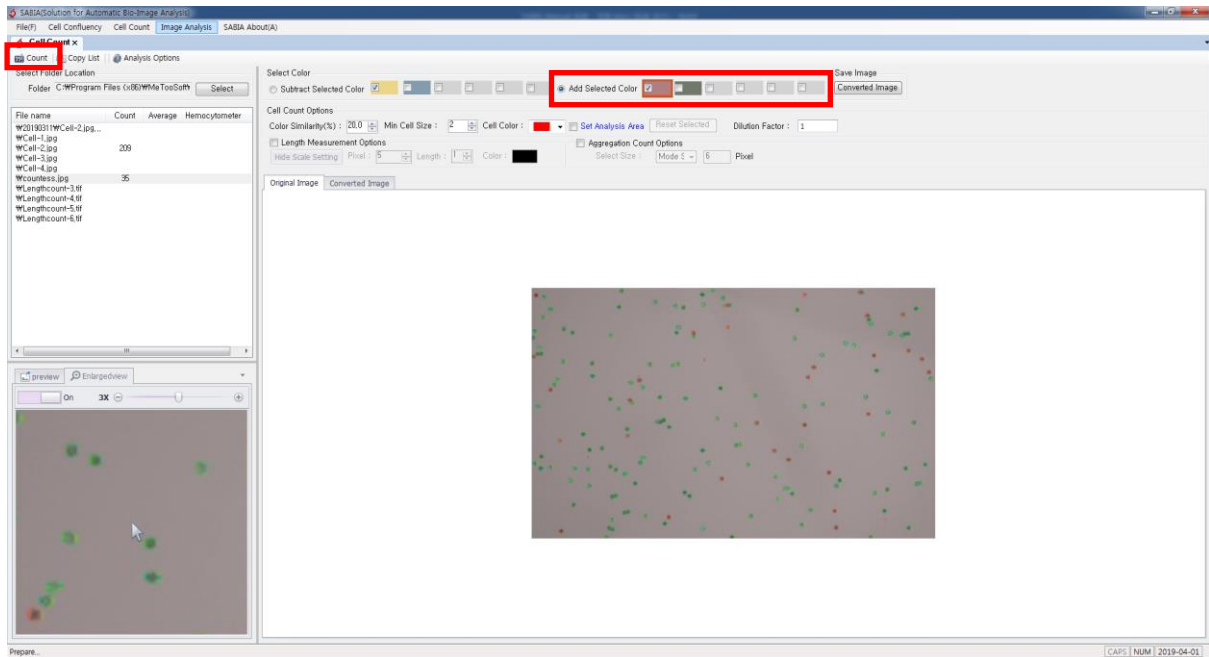 SABIA(Solution for Automatic Bio-Image Analysis)
File(F) Cell Confluency Cell Count Image Analysis SABIA About(A)
Cell Count ×
Count Copy List Analysis Options
Select Folder Location
Folder C:₩Program Files (x86)₩MeTooSoft₩ Select
File name Count Average Hemocytometer
₩20190311₩Cell-2.jpg,...
₩Cell-1.jpg
₩Cell-2.jpg 209
₩Cell-3.jpg
₩Cell-4.jpg
₩countess.jpg 35
₩Lengthcount-3.tif
₩Lengthcount-4.tif
₩Lengthcount-5.tif
₩Lengthcount-6.tif
preview Enlargedview
On 3X
Select Color
Subtract Selected Color Add Selected Color
Save Image
Converted Image
Cell Count Options
Color Similarity(%) : 20,0 Min Cell Size : 2 Cell Color : Set Analysis Area Reset Selected Dilution Factor : 1
Length Measurement Options Aggregation Count Options
Hide Scale Setting Pixel : 5 Length : 1 Color : Select Size : Mode S 6 Pixel
Original Image Converted Image
Prepare... CAPS NUM 2019-04-01